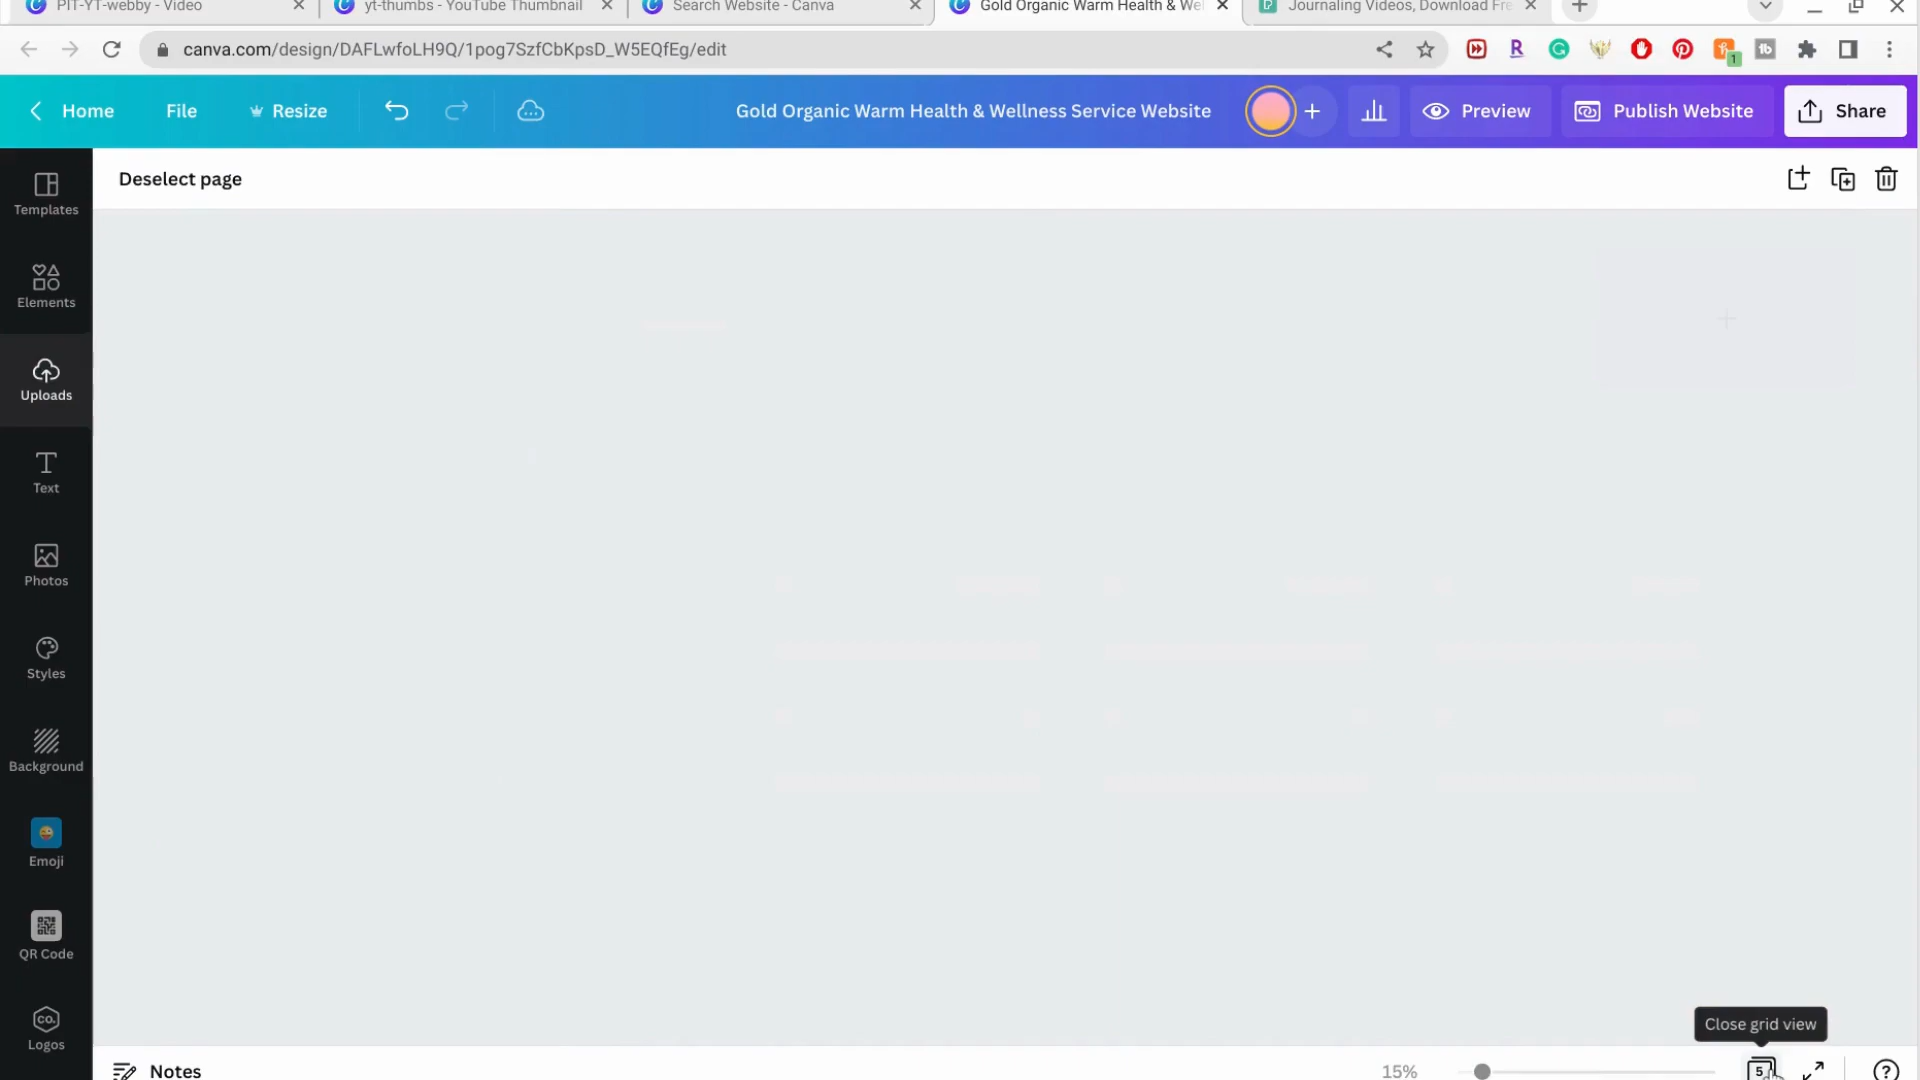 PIT-YT-webby - Video
yt-thumbs - YouTube Thumbnail
Search Website - Canva
Gold Organic Warm Health & Wel
Journaling Videos, Download Fre
canva.com/design/DAFLwfoLH9Q/1pog7SzfCbKpsD_W5EQfEg/edit
1
Home
File
Resize
Gold Organic Warm Health & Wellness Service Website
Preview
Publish Website
Share
Deselect page
Templates
Elements
Uploads
Text
Photos
Styles
Background
Emoji
QR Code
CO.
Logos
Close grid view
Notes
15%
5